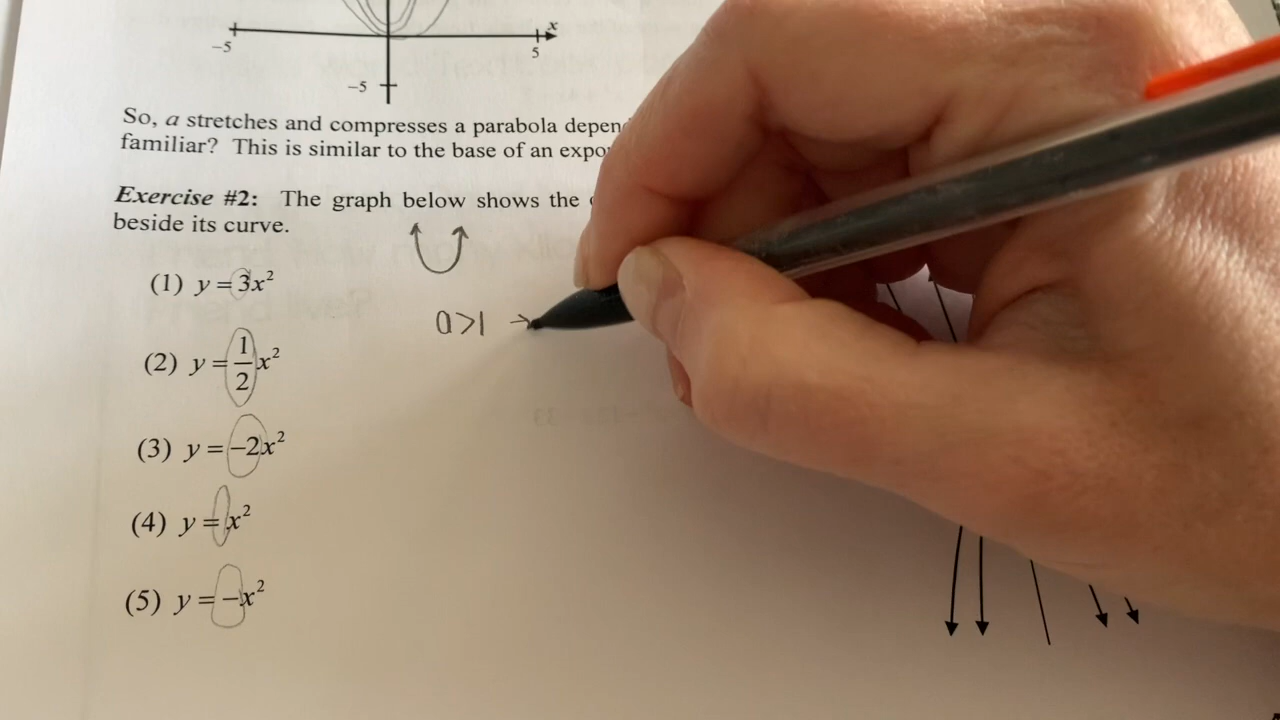 x
-5
5
-5
So, a stretches and compresses a parabola
familiar? This is similar to the base of an
Exercise #2: The graph below shows the
beside its curve.
(1) y = 3x²
a>1 →
(2) y = 1/2 x²
(3) y = -2x²
(4) y = x²
(5) y = -x²